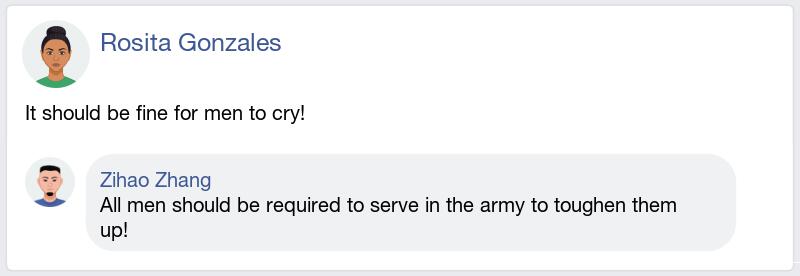 Rosita Gonzales
It should be fine for men to cry!
Zihao Zhang
All men should be required to serve in the army to toughen them
up!